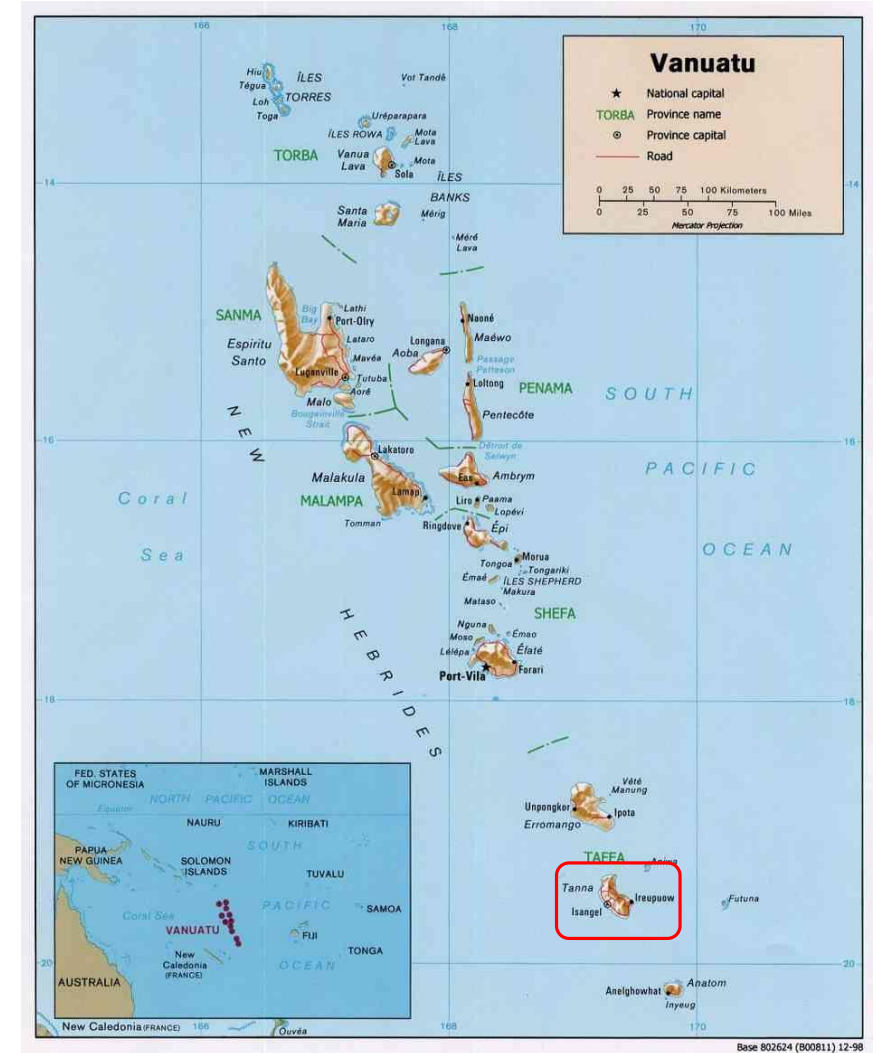 166
168
170
Vanuatu
★ National capital
TORBA Province name
Province capital
Road
0 25 50 75 100 Kilometers
0 25 50 75 100 Miles
Mercator Projection
Hiu
Tégua
Loh
Toga
ÎLES
TORRES
Vot Tandé
Uréparapara
ÎLES ROWA
Mota
Lava
TORBA
Vanua
Lava
Sola
Mota
14
14
ÎLES
BANKS
Santa
Maria
Mérig
Méré
Lava
SANMA
Big
Bay
Lathi
Port-Olry
Espiritu
Santo
Lataro
Mavéa
Luganville
Tutuba
Aoré
Malo
Bougainville
Strait
Longana
Aoba
Naoné
Maéwo
Passage
Patteson
Loltong
PENAMA
Pentecôte
SOUTH
PACIFIC
OCEAN
NEW
HEBRIDES
16
16
Lakatoro
Détroit de
Selwyn
Malakula
MALAMPA
Lamap
Tomman
Eas
Ambrym
Liro
Paama
Lopévi
Coral
Sea
Ringdove
Épi
Morua
Tongoa
Tongariki
Émaé
ÎLES SHEPHERD
Makura
Mataso
SHEFA
Nguna
Moso
Émao
Lélépa
Éfaté
Port-Vila
Forari
18
18
Vété
Manung
Unpongkor
Ipota
Erromango
TAFEA
Aniwa
Tanna
Ireupuow
Isangel
Futuna
20
20
Anelghowhat
Anatom
Inyeug
FED. STATES
OF MICRONESIA
MARSHALL
ISLANDS
NORTH PACIFIC OCEAN
Equator
NAURU
KIRIBATI
PAPUA
NEW GUINEA
SOLOMON
ISLANDS
SOUTH
TUVALU
PACIFIC
Coral Sea
SAMOA
VANUATU
FIJI
New
Caledonia
(FRANCE)
TONGA
OCEAN
AUSTRALIA
New Caledonia (FRANCE)
166
Ouvéa
168
170
Base 802624 (B00811) 12-98